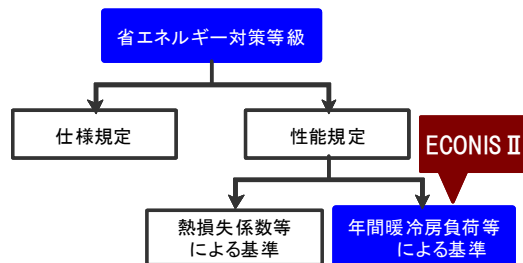 省エネルギー対策等級
仕様規定
性能規定
ECONIS Ⅱ
熱損失係数等
による基準
年間暖冷房負荷等
による基準